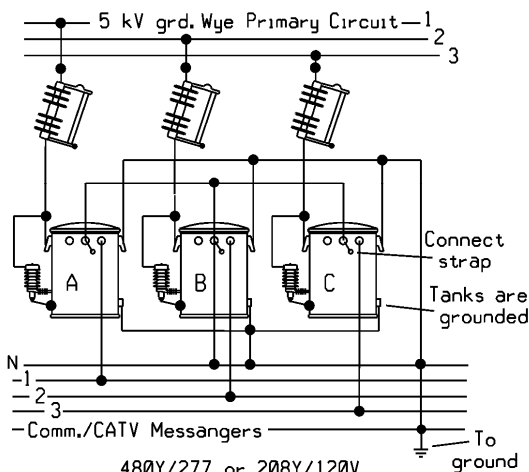 5 kV grd. Wye Primary Circuit 1
2
3
A
B
C
Connect
strap
Tanks are
grounded
N
1
2
3
Comm./CATV Messangers
To
ground
480Y/277 or 208Y/120V